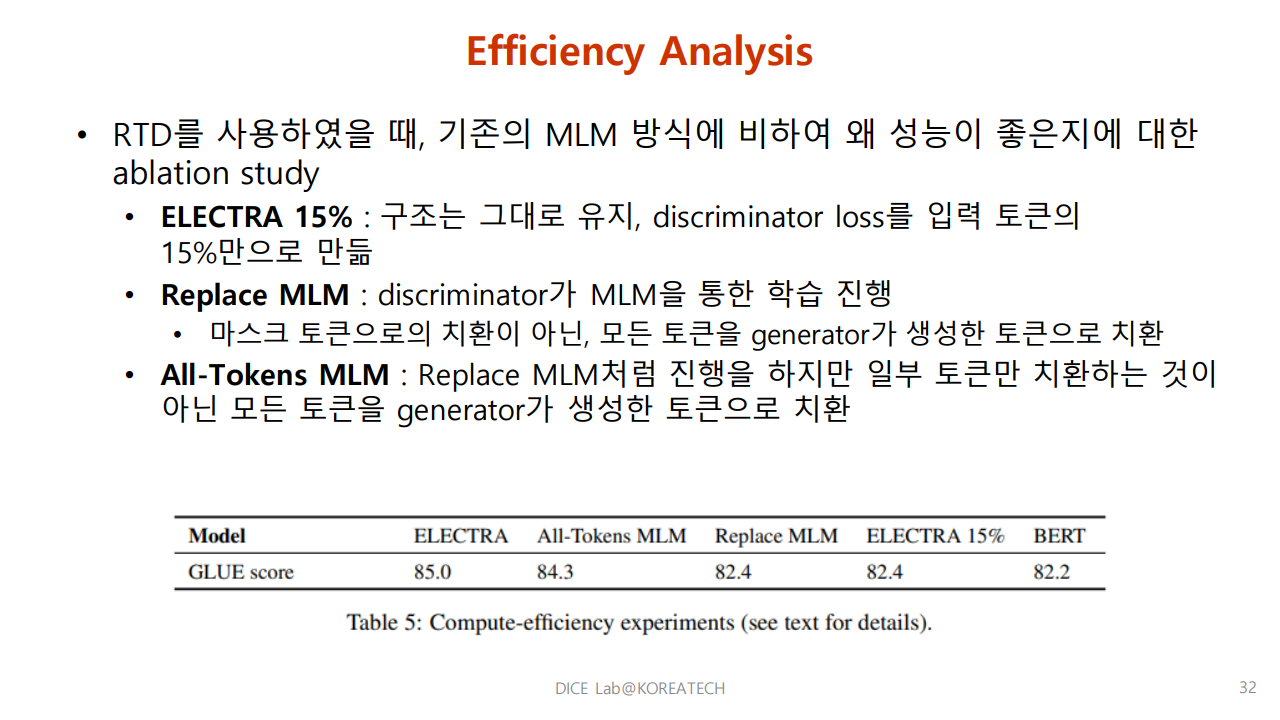 Efficiency Analysis
• RTD를 사용하였을 때, 기존의 MLM 방식에 비하여 왜 성능이 좋은지에 대한
ablation study
• ELECTRA 15% : 구조는 그대로 유지, discriminator loss를 입력 토큰의
15%만으로 만듦
• Replace MLM : discriminator가 MLM을 통한 학습 진행
• 마스크 토큰으로의 치환이 아닌, 모든 토큰을 generator가 생성한 토큰으로 치환
• All-Tokens MLM : Replace MLM처럼 진행을 하지만 일부 토큰만 치환하는 것이
아닌 모든 토큰을 generator가 생성한 토큰으로 치환
Model ELECTRA All-Tokens MLM Replace MLM ELECTRA 15% BERT
GLUE score 85.0 84.3 82.4 82.4 82.2
Table 5: Compute-efficiency experiments (see text for details).
DICE Lab@KOREATECH 32